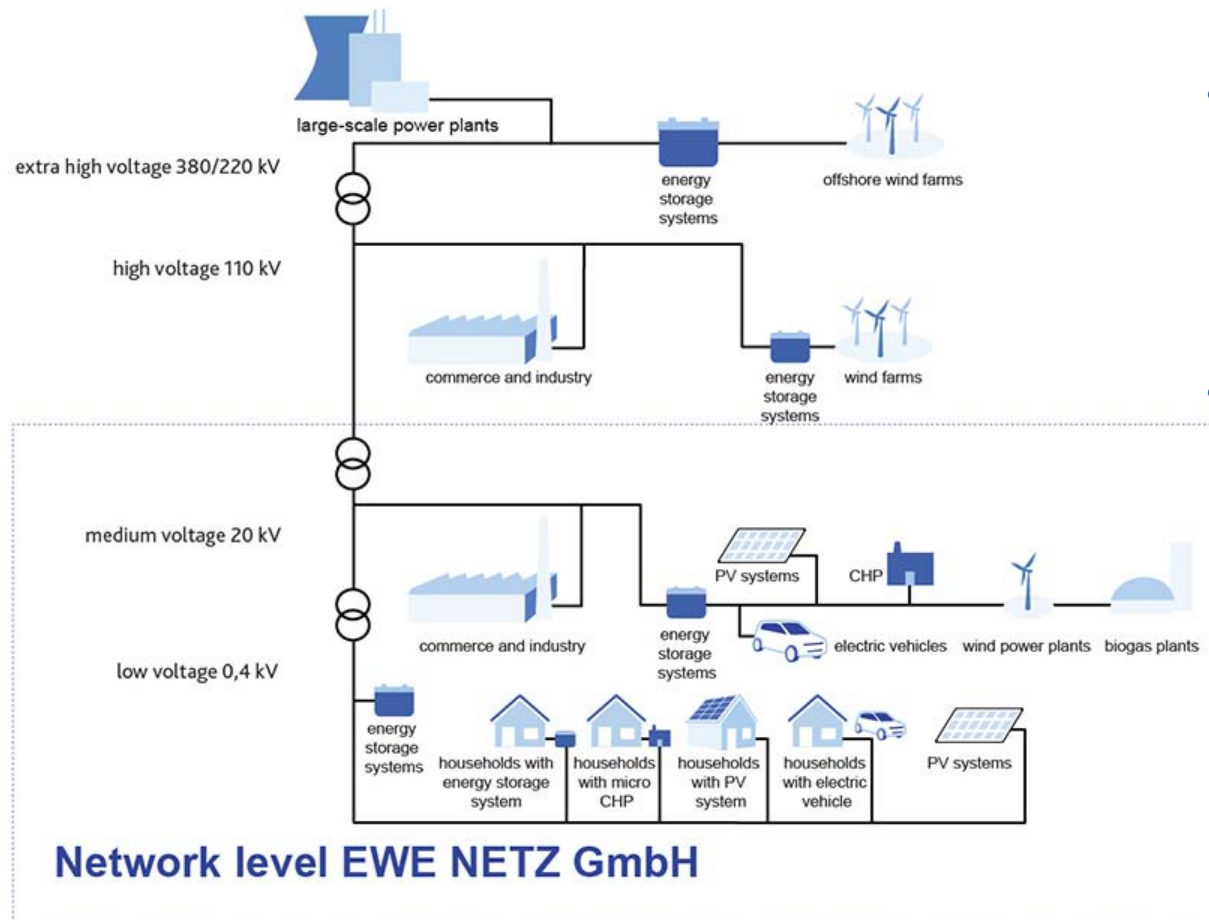 large-scale power plants
extra high voltage 380/220 kV
energy
storage
systems
offshore wind farms
high voltage 110 kV
commerce and industry
energy
storage
systems
wind farms
medium voltage 20 kV
PV systems
CHP
commerce and industry
energy
storage
systems
electric vehicles
wind power plants
biogas plants
low voltage 0,4 kV
energy
storage
systems
households with
energy storage
system
households
with micro
CHP
households
with PV
system
households
with electric
vehicle
PV systems
Network level EWE NETZ GmbH